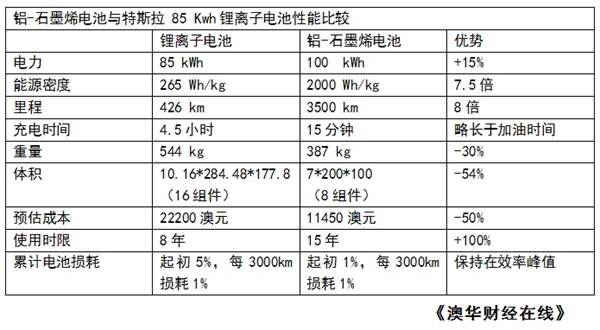 铝-石墨烯电池与特斯拉 85 Kwh 锂离子电池性能比较
锂离子电池 铝-石墨烯电池 优势
电力 85 kWh 100 kWh +15%
能源密度 265 Wh/kg 2000 Wh/kg 7.5 倍
里程 426 km 3500 km 8 倍
充电时间 4.5 小时 15 分钟 略长于加油时间
重量 544 kg 387 kg -30%
体积 10.16*284.48*177.8 7*200*100 -54%
（16 组件） （8 组件）
预估成本 22200 澳元 11450 澳元 -50%
使用时限 8 年 15 年 +100%
累计电池损耗 起初 5%，每 3000km 起初 1%，每 3000km 保持在效率峰值
损耗 1% 损耗 1%
《澳华财经在线》